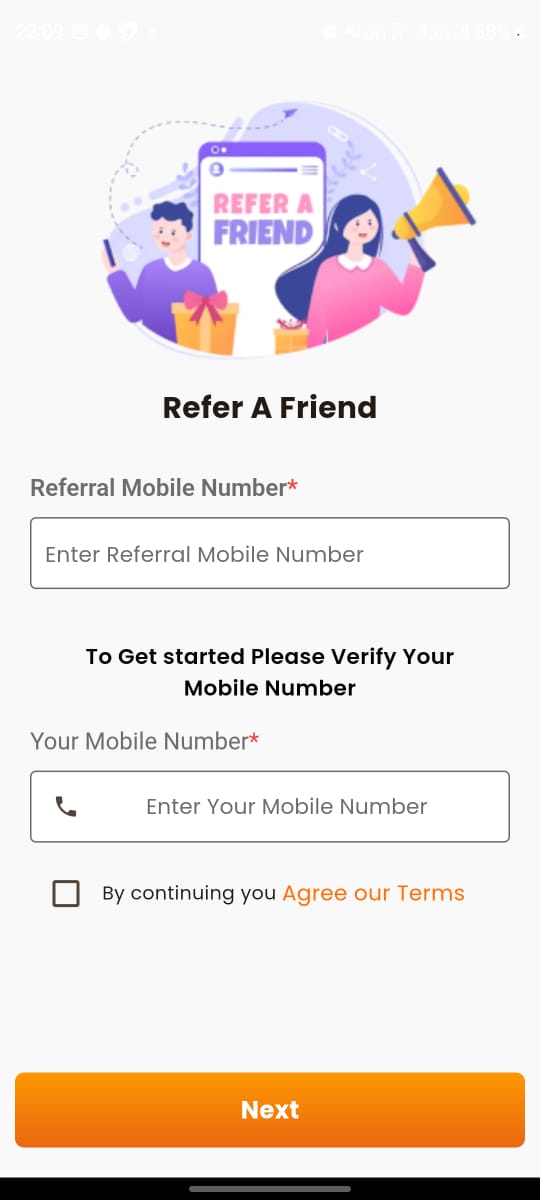 22:09
38%
REFER A
FRIEND
Refer A Friend
Referral Mobile Number*
Enter Referral Mobile Number
To Get started Please Verify Your
Mobile Number
Your Mobile Number*
Enter Your Mobile Number
By continuing you Agree our Terms
Next